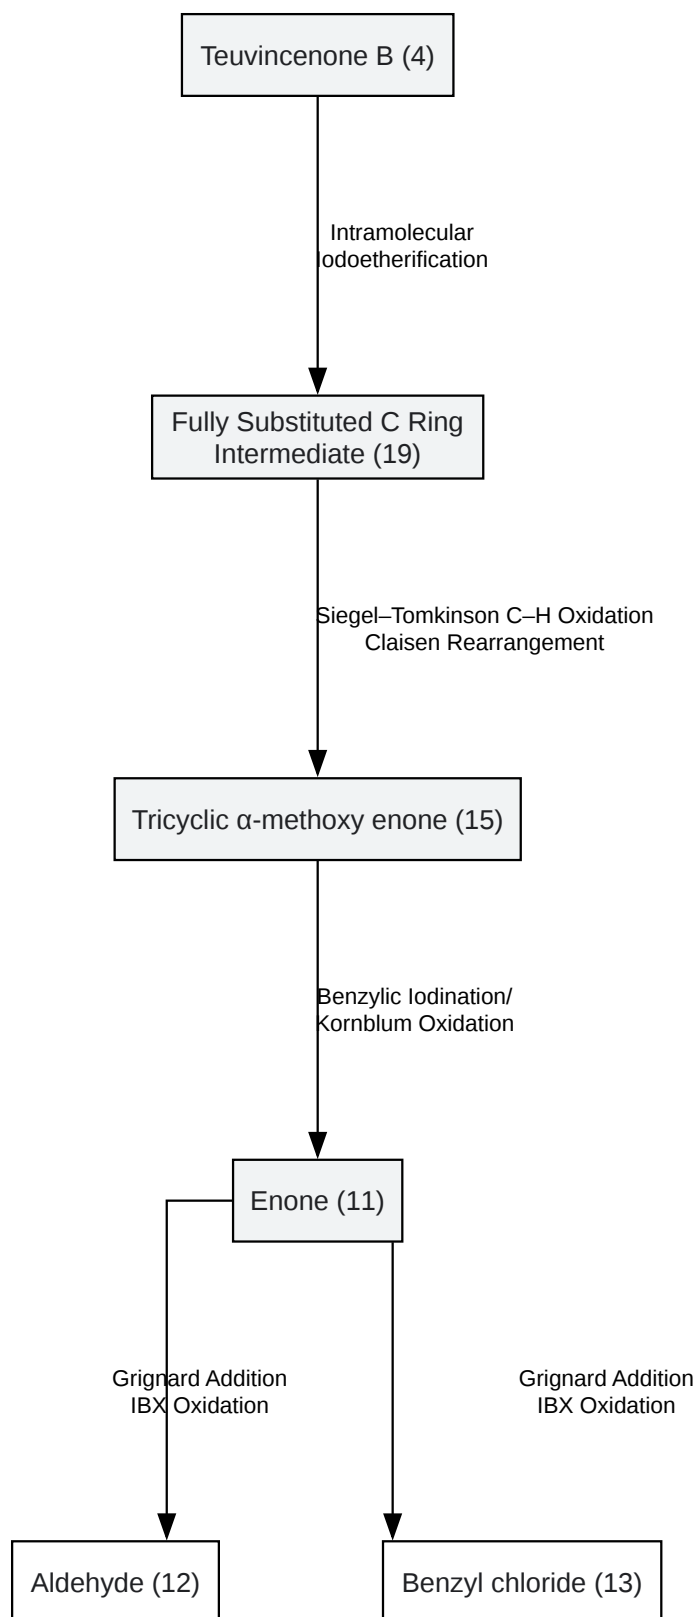 Teuvincenone B (4)
Intramolecular
Iodoetherification
Fully Substituted C Ring
Intermediate (19)
Siegel–Tomkinson C–H Oxidation
Claisen Rearrangement
Tricyclic α-methoxy enone (15)
Benzylic Iodination/
Kornblum Oxidation
Enone (11)
Grignard Addition
IBX Oxidation
Grignard Addition
IBX Oxidation
Aldehyde (12)
Benzyl chloride (13)